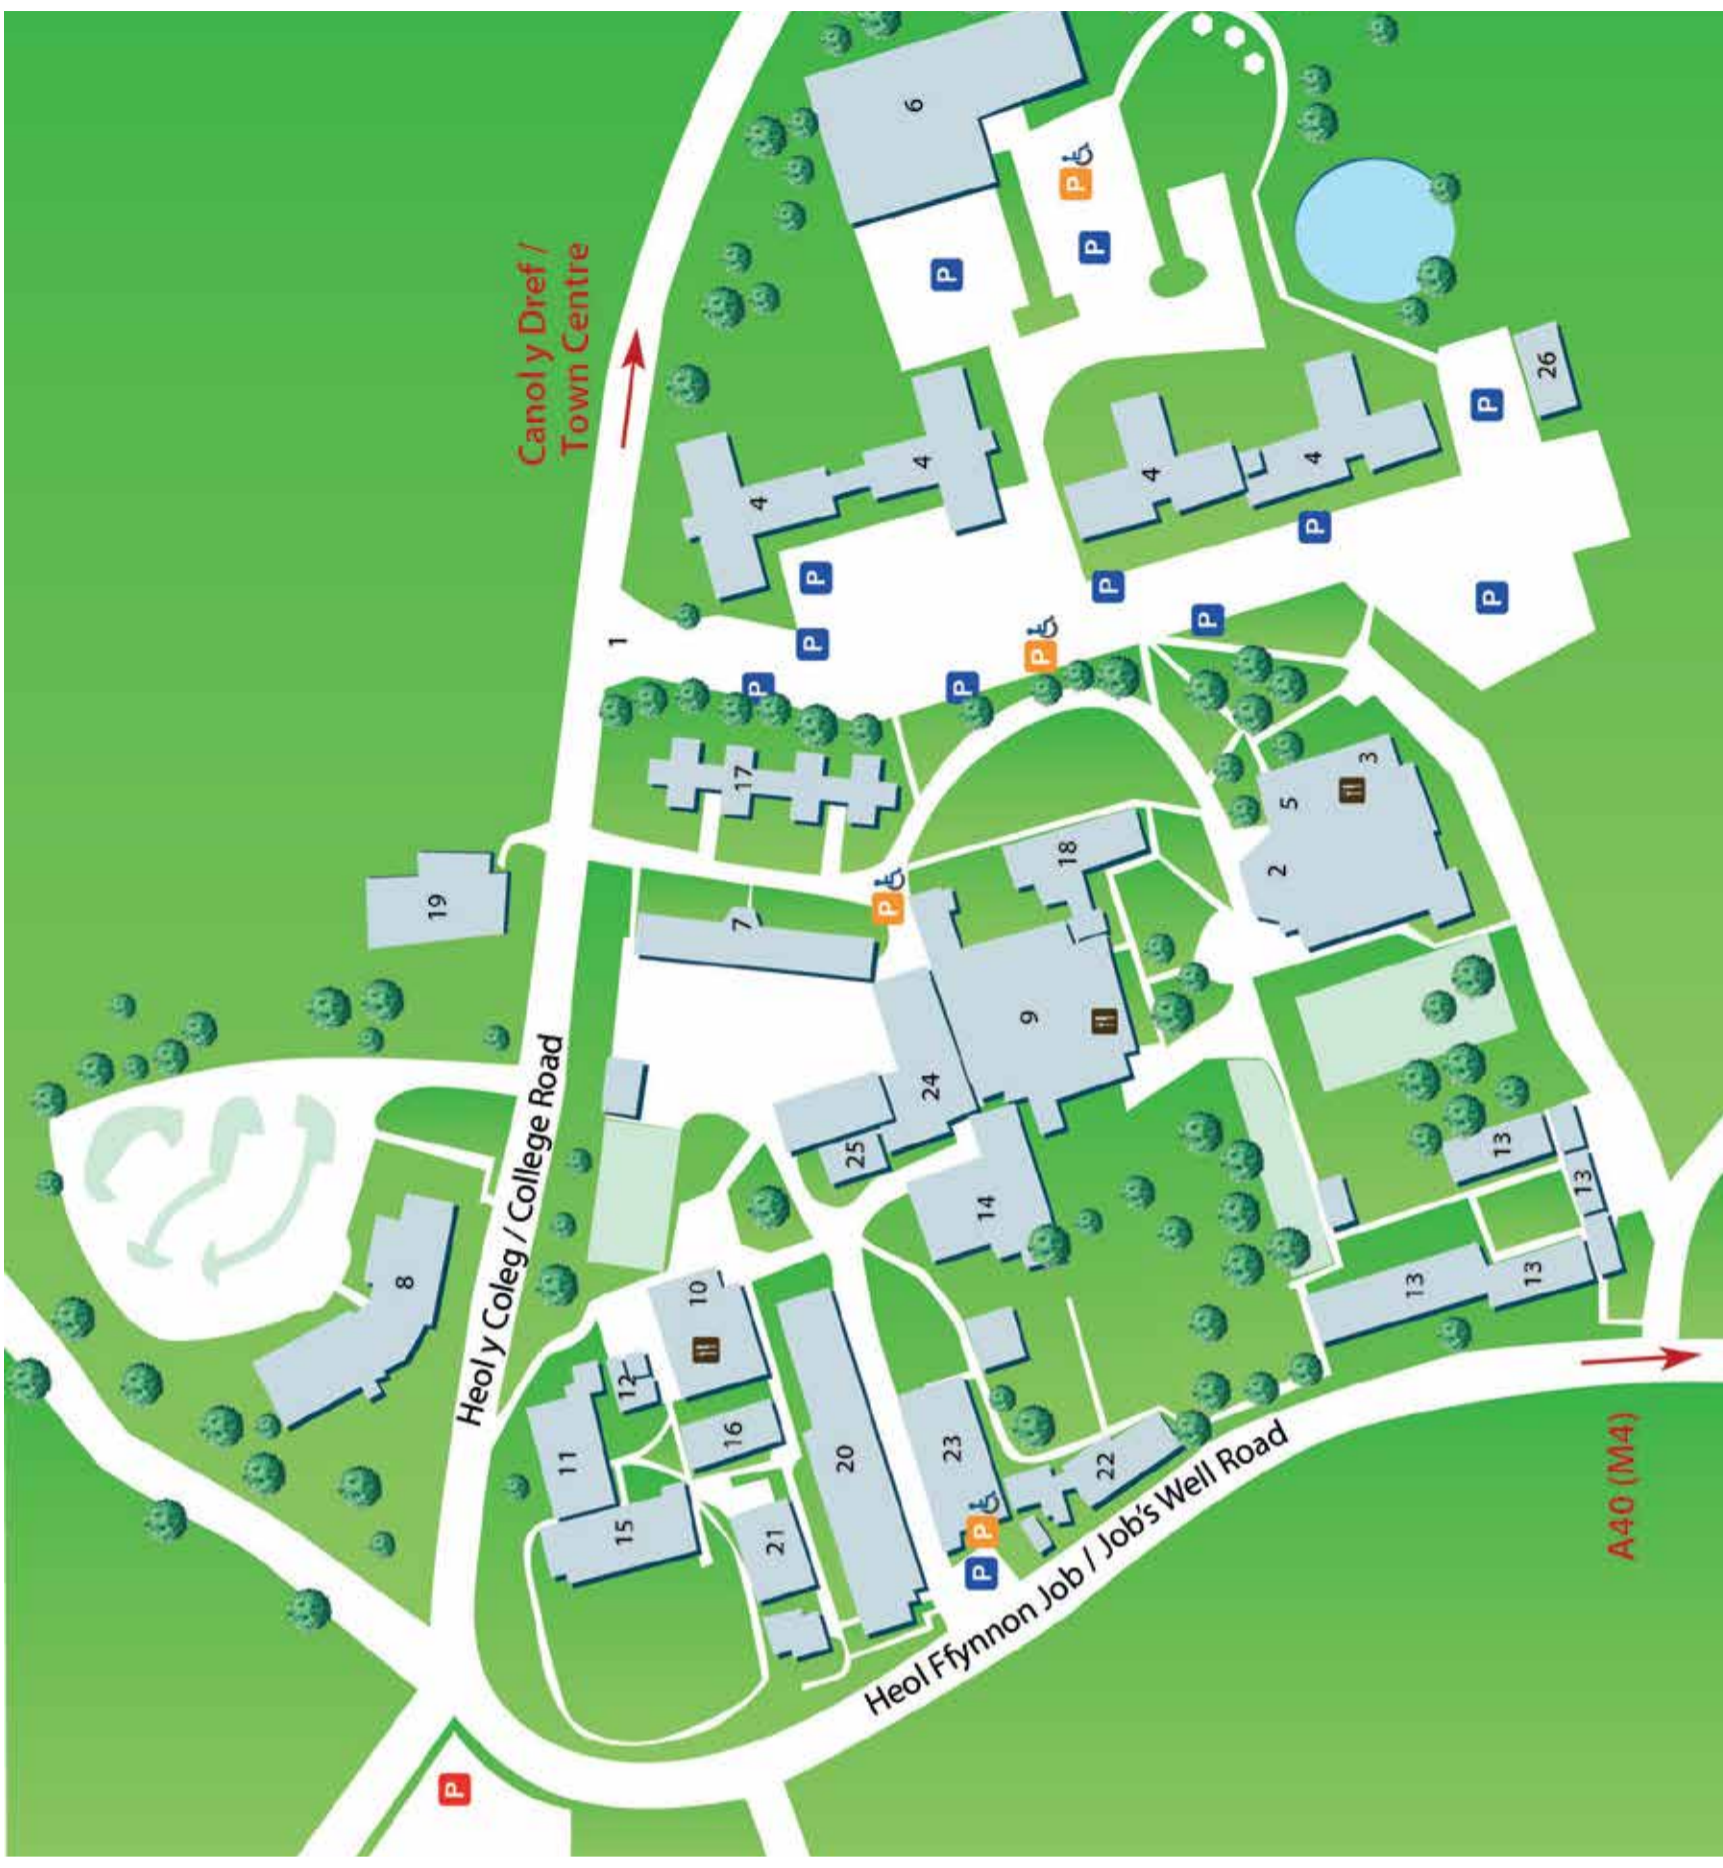 Canol y Dref /
Town Centre
Heol y Coleg / College Road
Heol Ffynnon Job / Job's Well Road
A40 (M4)
6
P
P
P
4
4
4
4
26
P
P
P
P
P
P
P
P
P
P
1
17
19
7
P
18
5
3
2
9
24
25
14
8
10
12
11
16
15
21
20
23
22
P
P
13
13
13
13
P